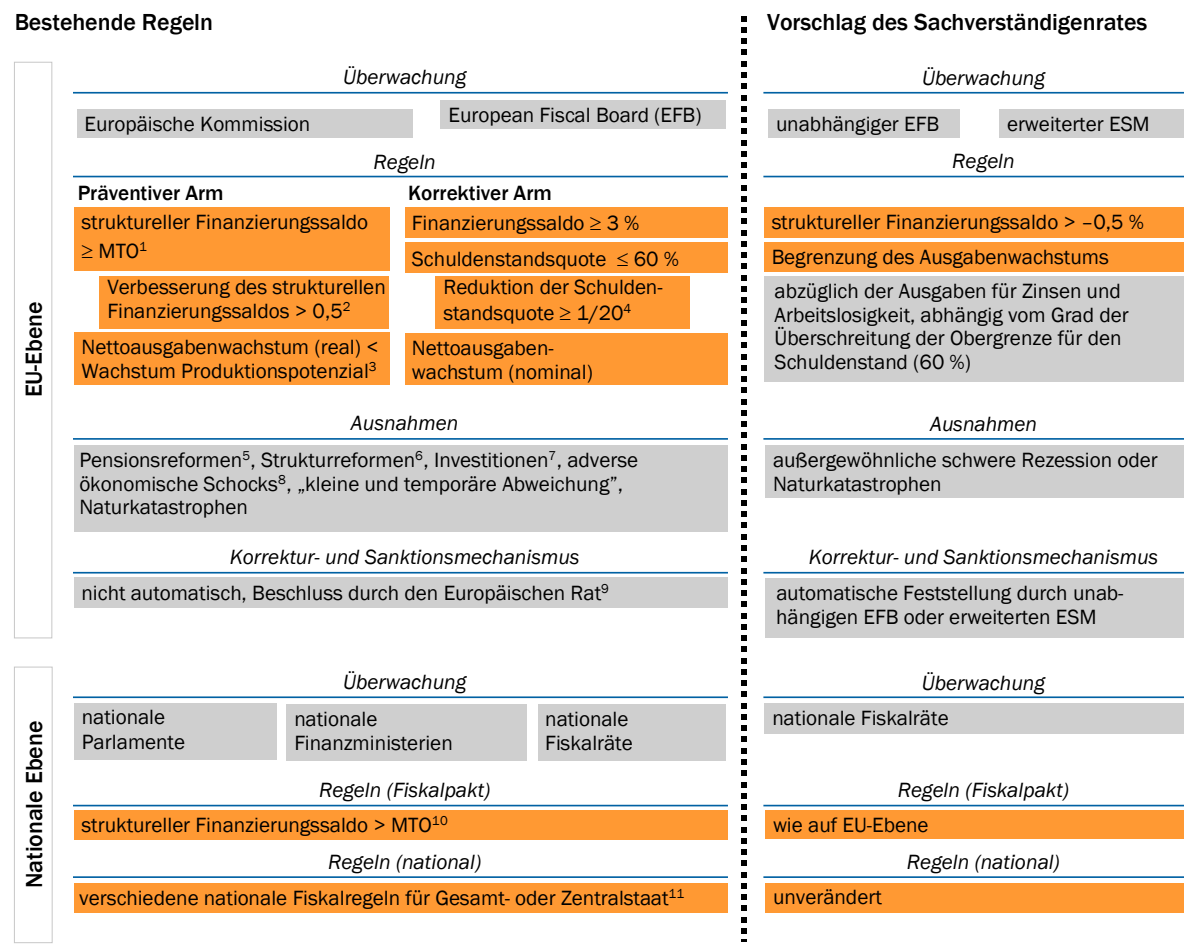 Bestehende Regeln
Vorschlag des Sachverständigenrates
EU-Ebene
Überwachung
Europäische Kommission
European Fiscal Board (EFB)
Regeln
Präventiver Arm
struktureller Finanzierungssaldo
≥ MTO¹
Verbesserung des strukturellen
Finanzierungssaldos > 0,5²
Nettoausgabenwachstum (real) <
Wachstum Produktionspotenzial³
Korrektiver Arm
Finanzierungssaldo ≥ 3 %
Schuldenstandsquote ≤ 60 %
Reduktion der Schulden-
standsquote ≥ 1/20⁴
Nettoausgaben-
wachstum (nominal)
Ausnahmen
Pensionsreformen⁵, Strukturreformen⁶, Investitionen⁷, adverse
ökonomische Schocks⁸, „kleine und temporäre Abweichung”,
Naturkatastrophen
Korrektur- und Sanktionsmechanismus
nicht automatisch, Beschluss durch den Europäischen Rat⁹
Überwachung
unabhängiger EFB
erweiterter ESM
Regeln
struktureller Finanzierungssaldo > –0,5 %
Begrenzung des Ausgabenwachstums
abzüglich der Ausgaben für Zinsen und
Arbeitslosigkeit, abhängig vom Grad der
Überschreitung der Obergrenze für den
Schuldenstand (60 %)
Ausnahmen
außergewöhnliche schwere Rezession oder
Naturkatastrophen
Korrektur- und Sanktionsmechanismus
automatische Feststellung durch unab-
hängigen EFB oder erweiterten ESM
Nationale Ebene
Überwachung
nationale
Parlamente
nationale
Finanzministerien
nationale
Fiskalräte
Regeln (Fiskalpakt)
struktureller Finanzierungssaldo > MTO¹⁰
Regeln (national)
verschiedene nationale Fiskalregeln für Gesamt- oder Zentralstaat¹¹
Überwachung
nationale Fiskalräte
Regeln (Fiskalpakt)
wie auf EU-Ebene
Regeln (national)
unverändert